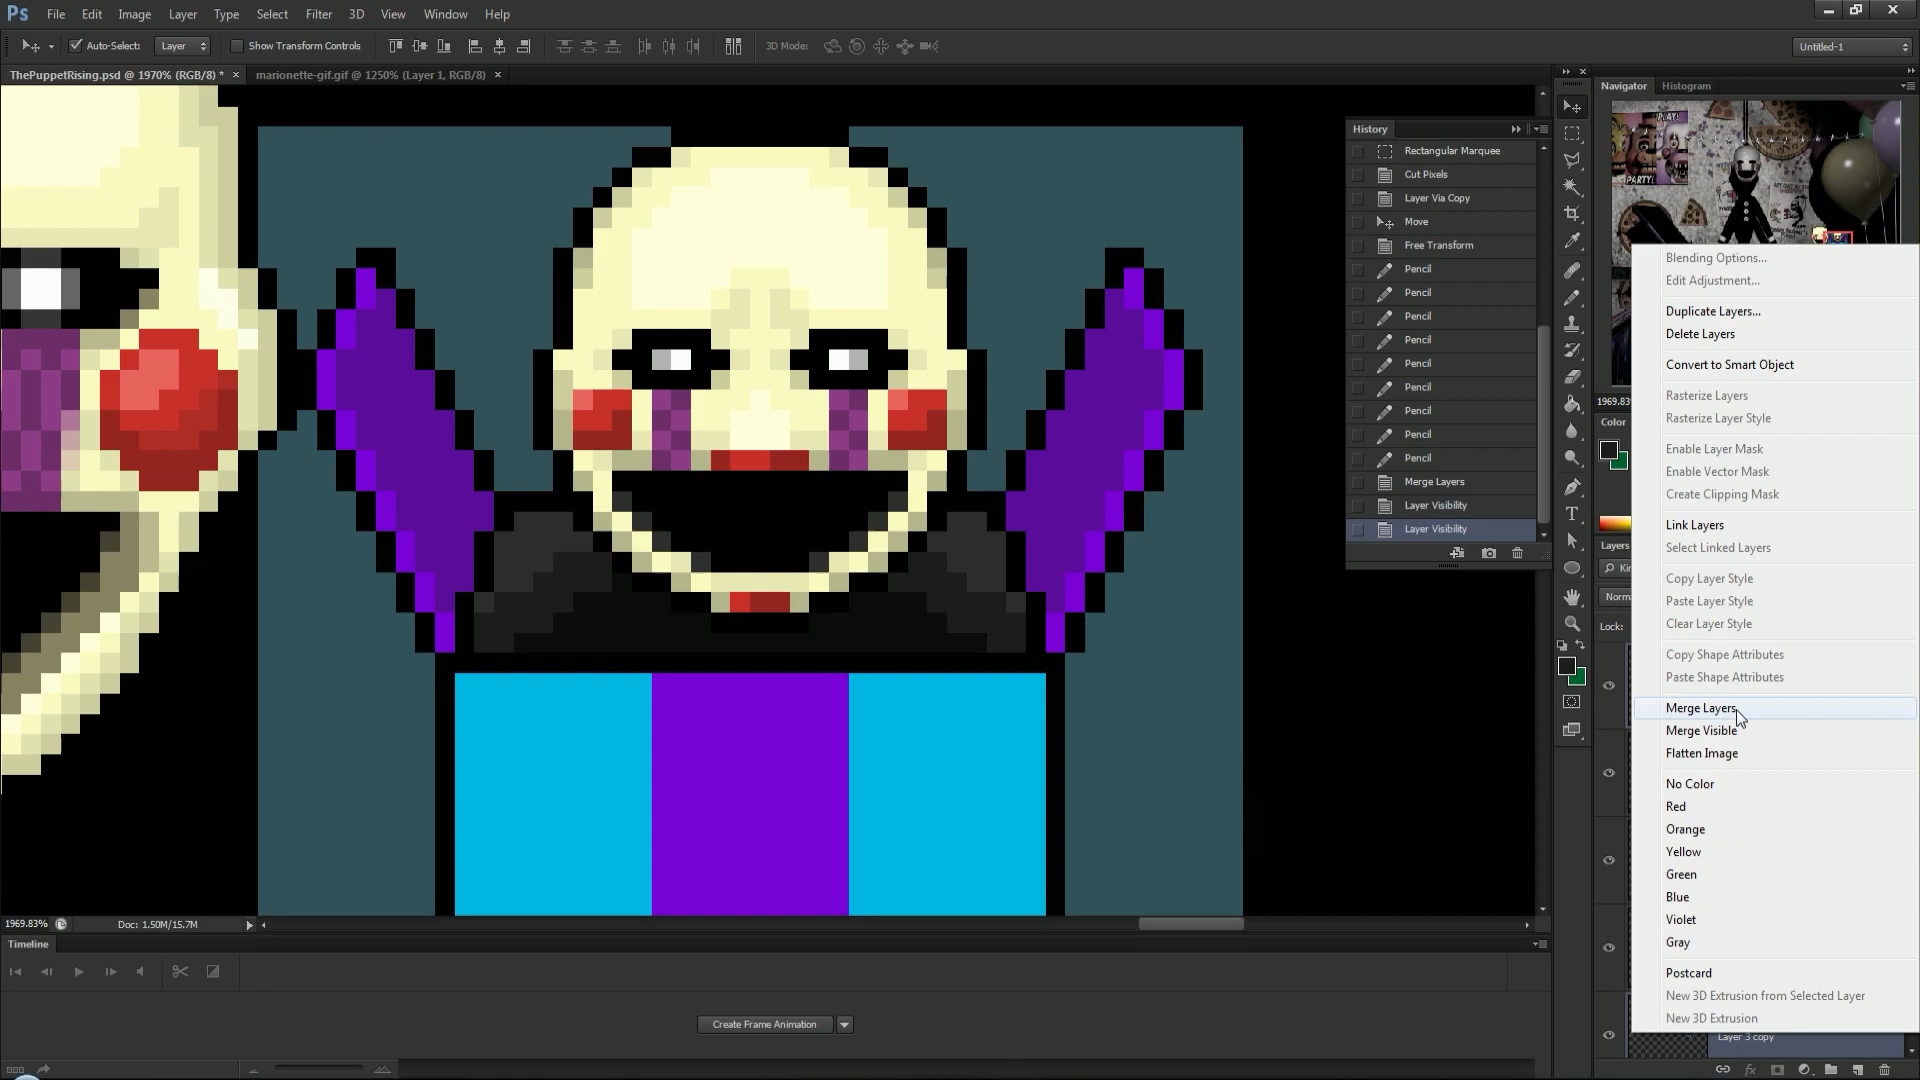 Ps File Edit Image Layer Type Select Filter 3D View Window Help
Auto-Select: Layer Show Transform Controls 3D Mode: Untitled-1
ThePuppetRising.psd @ 1970% (RGB/8) * × marionette-gif.gif @ 1250% (Layer 1, RGB/8) ×
Navigator Histogram
PLAY!
PARTY!
History
Rectangular Marquee
Cut Pixels
Layer Via Copy
Move
Free Transform
Pencil
Pencil
Pencil
Pencil
Pencil
Pencil
Pencil
Pencil
Pencil
Merge Layers
Layer Visibility
Layer Visibility
1969.83
Color
Layers
Norm
Lock:
Blending Options...
Edit Adjustment...
Duplicate Layers...
Delete Layers
Convert to Smart Object
Rasterize Layers
Rasterize Layer Style
Enable Layer Mask
Enable Vector Mask
Create Clipping Mask
Link Layers
Select Linked Layers
Copy Layer Style
Paste Layer Style
Clear Layer Style
Copy Shape Attributes
Paste Shape Attributes
Merge Layers
Merge Visible
Flatten Image
No Color
Red
Orange
Yellow
Green
Blue
Violet
Gray
Postcard
New 3D Extrusion from Selected Layer
New 3D Extrusion
Layer 3 copy
1969.83% Doc: 1.50M/15.7M
Timeline
Create Frame Animation